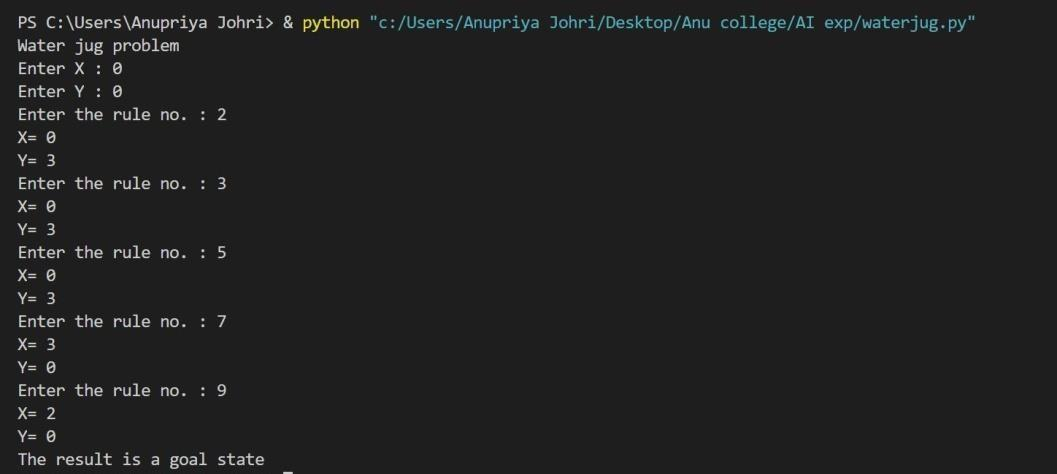 PS C:\Users\Anupriya Johri> & python "c:/Users/Anupriya Johri/Desktop/Anu college/AI exp/waterjug.py"
Water jug problem
Enter X : 0
Enter Y : 0
Enter the rule no. : 2
X= 0
Y= 3
Enter the rule no. : 3
X= 0
Y= 3
Enter the rule no. : 5
X= 0
Y= 3
Enter the rule no. : 7
X= 3
Y= 0
Enter the rule no. : 9
X= 2
Y= 0
The result is a goal state